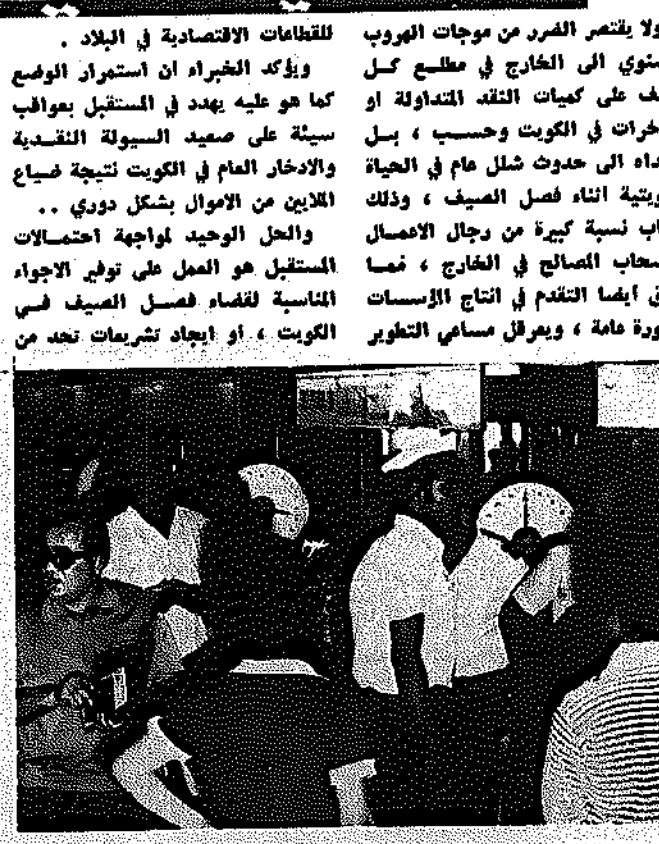 ولا يقتصر الضرر من موجات الهروب
سنوي الى الخارج في مطلع كل
ف على كميات النقد المتداولة او
خرات في الكويت وحسب ، بل
داه الى حدوث شلل عام في الحياة
ويتية اثناء فصل الصيف ، وذلك
اب نسبة كبيرة من رجال الاعمال
سحاب المصالح في الخارج ، مما
ق ايضا التقدم في انتاج المؤسسات
ورة عامة ، ويعرقل مساعي التطوير
للقطاعات الاقتصادية في البلاد .
ويؤكد الخبراء ان استمرار الوضع
كما هو عليه يهدد في المستقبل بعواقب
سيئة على صعيد السيولة النقدية
والادخار العام في الكويت نتيجة ضياع
الملايين من الاموال بشكل دوري ..
والحل الوحيد لمواجهة احتمالات
المستقبل هو العمل على توفير الاجواء
المناسبة لقضاء فصل الصيف في
الكويت ، أو ايجاد تشريعات تحد من